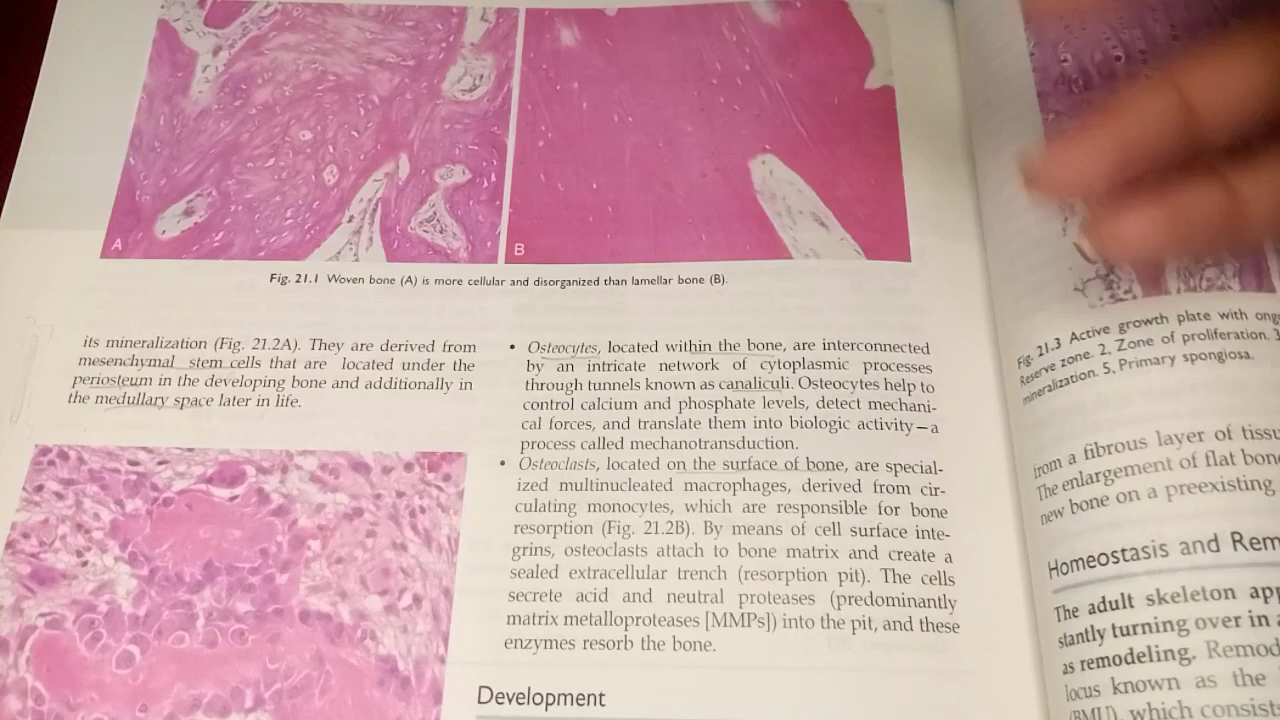 A
B
Fig. 21.1 Woven bone (A) is more cellular and disorganized than lamellar bone (B).
its mineralization (Fig. 21.2A). They are derived from
mesenchymal stem cells that are located under the
periosteum in the developing bone and additionally in
the medullary space later in life.
• Osteocytes, located within the bone, are interconnected
by an intricate network of cytoplasmic processes
through tunnels known as canaliculi. Osteocytes help to
control calcium and phosphate levels, detect mechani-
cal forces, and translate them into biologic activity—a
process called mechanotransduction.
• Osteoclasts, located on the surface of bone, are special-
ized multinucleated macrophages, derived from cir-
culating monocytes, which are responsible for bone
resorption (Fig. 21.2B). By means of cell surface inte-
grins, osteoclasts attach to bone matrix and create a
sealed extracellular trench (resorption pit). The cells
secrete acid and neutral proteases (predominantly
matrix metalloproteases [MMPs]) into the pit, and these
enzymes resorb the bone.
Development
Fig. 21.3 Active growth plate with
Reserve zone. 2, Zone of proliferation. 3
mineralization. 5, Primary spongiosa.
from a fibrous layer of
The enlargement of flat
new bone on a preexisting,
Homeostasis and
The adult skeleton
stantly turning over in
as remodeling.
locus known as the
(BMU), which